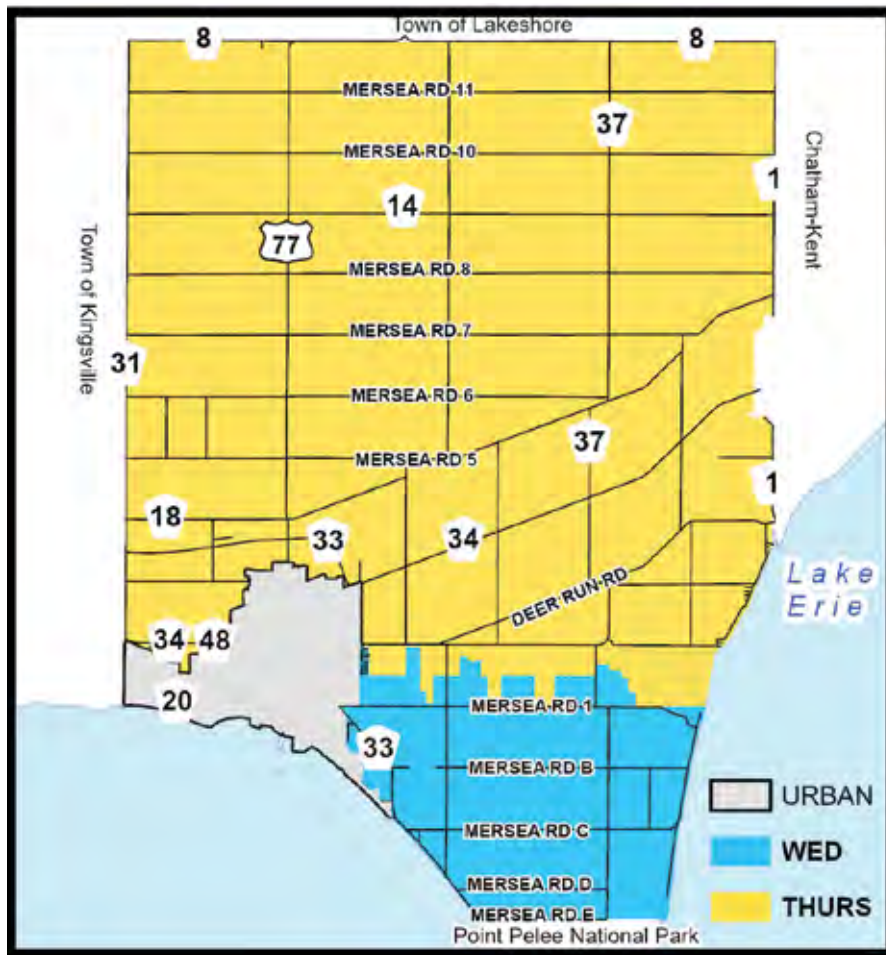 Town of Lakeshore
8
8
MERSEA RD 11
37
MERSEA RD 10
Chatham-Kent
1
14
77
Town of Kingsville
MERSEA RD 8
MERSEA RD 7
31
MERSEA RD 6
37
MERSEA RD 5
1
18
33
34
DEER RUN RD
Lake
Erie
34
48
20
MERSEA RD 1
33
MERSEA RD B
URBAN
MERSEA RD C
WED
MERSEA RD D
THURS
MERSEA RD E
Point Pelee National Park